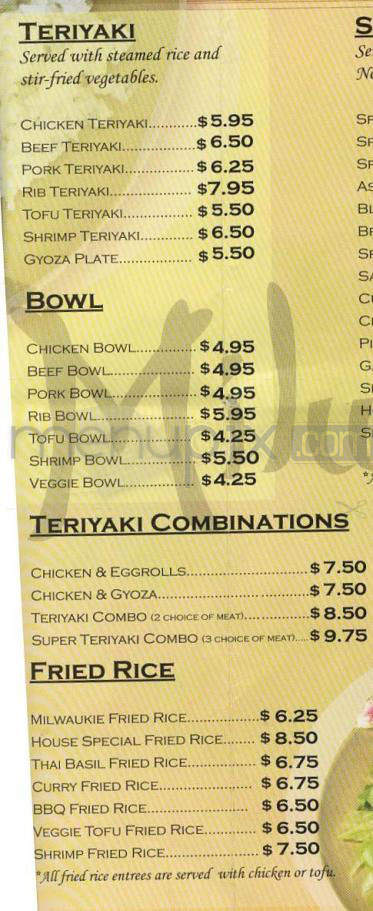 TERIYAKI
Served with steamed rice and
stir-fried vegetables.
CHICKEN TERIYAKI...........$5.95
BEEF TERIYAKI.................$6.50
PORK TERIYAKI................$6.25
RIB TERIYAKI...................$7.95
TOFU TERIYAKI...............$5.50
SHRIMP TERIYAKI............$6.50
GYOZA PLATE.................$5.50
BOWL
CHICKEN BOWL..............$4.95
BEEF BOWL....................$4.95
PORK BOWL...................$4.95
RIB BOWL......................$5.95
TOFU BOWL...................$4.25
SHRIMP BOWL................$5.50
VEGGIE BOWL................$4.25
TERIYAKI COMBINATIONS
CHICKEN & EGGROLLS............................$7.50
CHICKEN & GYOZA...................................$7.50
TERIYAKI COMBO (2 CHOICE OF MEAT)...............$8.50
SUPER TERIYAKI COMBO (3 CHOICE OF MEAT)....$9.75
FRIED RICE
MILWAUKIE FRIED RICE.................$6.25
HOUSE SPECIAL FRIED RICE.......$8.50
THAI BASIL FRIED RICE................$6.75
CURRY FRIED RICE......................$6.75
BBQ FRIED RICE........................$6.50
VEGGIE TOFU FRIED RICE............$6.50
SHRIMP FRIED RICE.....................$7.50
*All fried rice entrees are served with chicken or tofu.
menupix.com